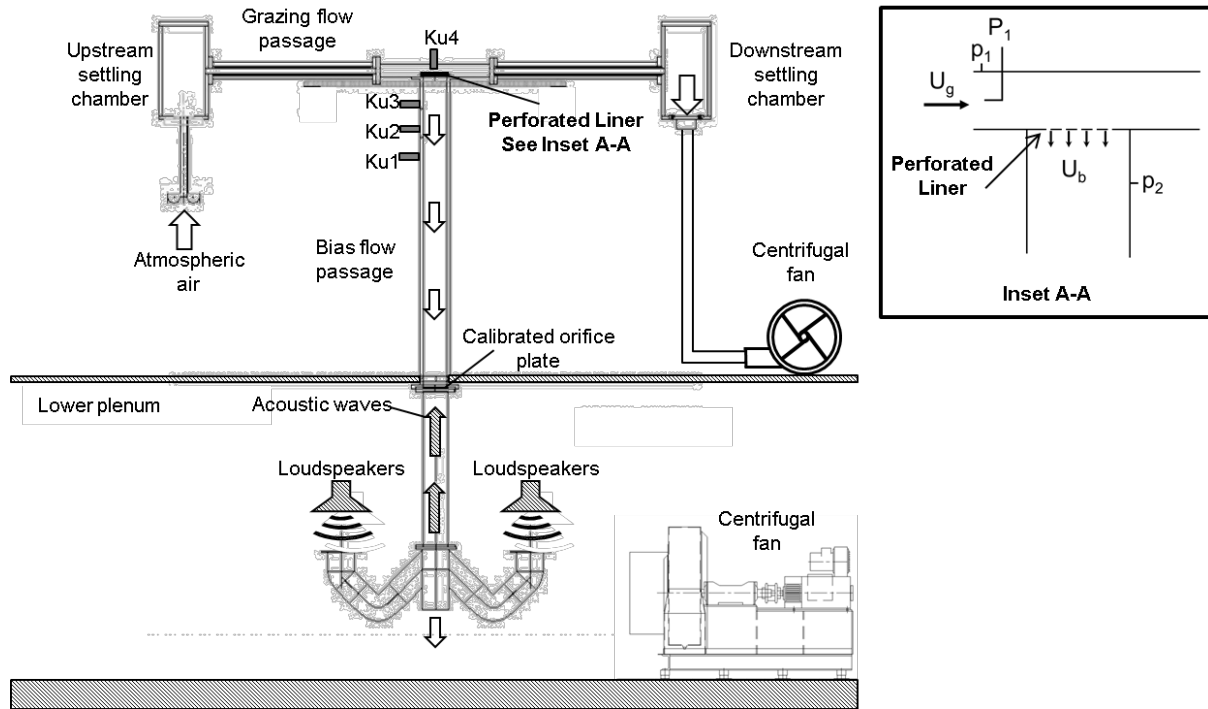 Grazing flow
passage
Upstream
settling
chamber
Ku4
Downstream
settling
chamber
Ku3
Ku2
Ku1
Perforated Liner
See Inset A-A
Atmospheric
air
Bias flow
passage
Centrifugal
fan
Calibrated orifice
plate
Lower plenum
Acoustic waves
Loudspeakers
Loudspeakers
Centrifugal
fan
P₁
p₁
U₉
Perforated
Liner
U_b
p₂
Inset A-A